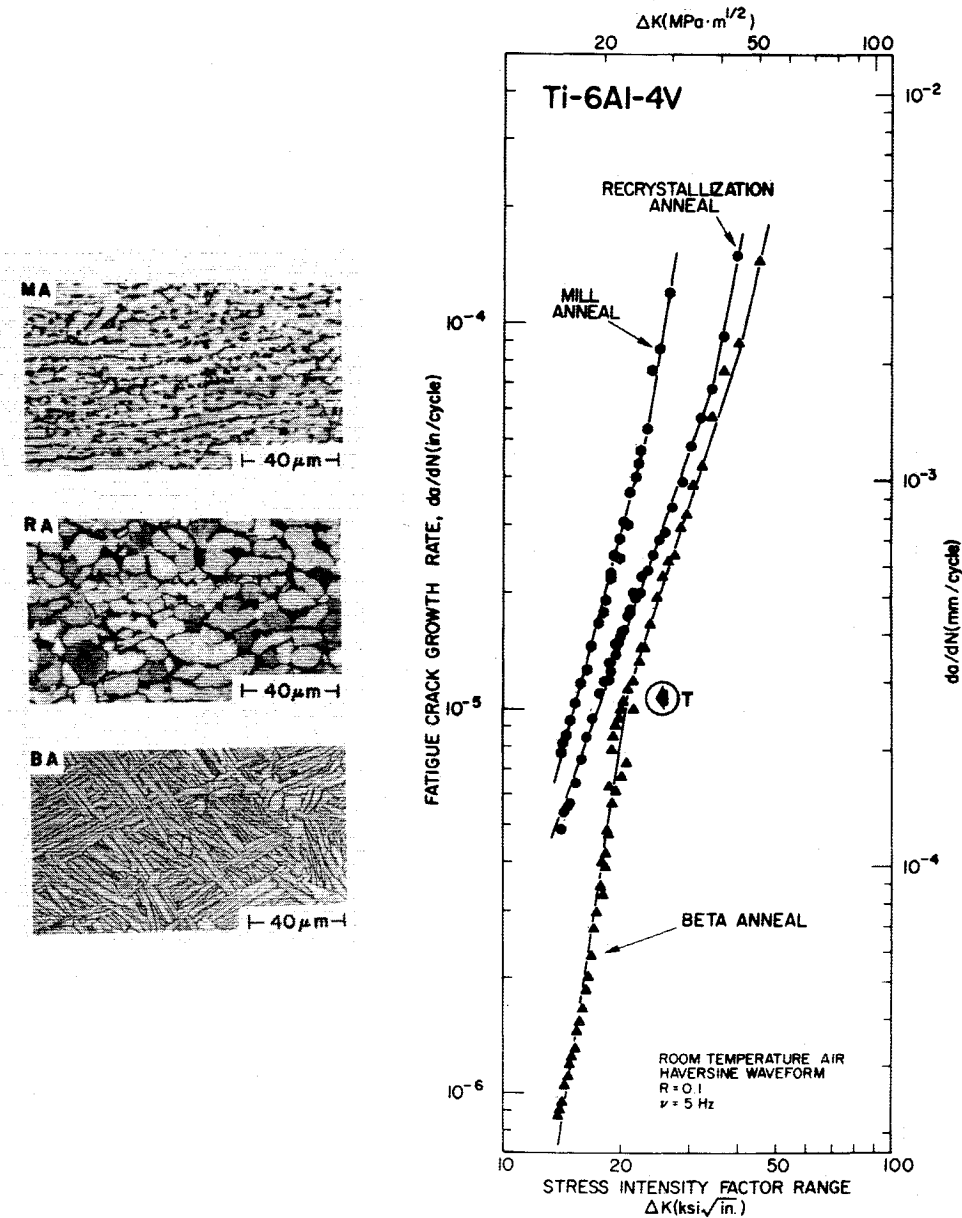 ΔK(MPa·m^1/2)
20 50 100
Ti-6Al-4V
10^-2
RECRYSTALLIZATION
ANNEAL
MA
MILL
ANNEAL
10^-4
├ 40μm ┤
10^-3
RA
FATIGUE CRACK GROWTH RATE, da/dN(in/cycle)
da/dN(mm/cycle)
├ 40μm ┤
T
10^-5
BA
10^-4
├ 40μm ┤
BETA ANNEAL
ROOM TEMPERATURE AIR
HAVERSINE WAVEFORM
R = 0.1
ν = 5 Hz
10^-6
10 20 50 100
STRESS INTENSITY FACTOR RANGE
ΔK(ksi√in.)